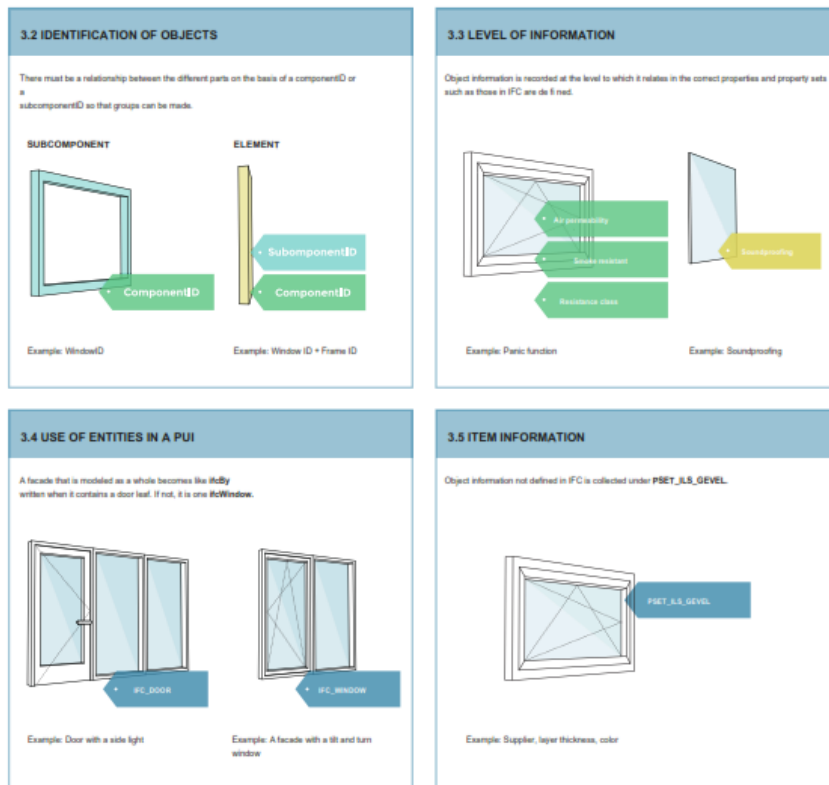 3.2 IDENTIFICATION OF OBJECTS
There must be a relationship between the different parts on the basis of a componentID or
a
subcomponentID so that groups can be made.
SUBCOMPONENT
ELEMENT
ComponentID
SubomponentID
ComponentID
Example: WindowID
Example: Window ID + Frame ID
3.3 LEVEL OF INFORMATION
Object information is recorded at the level to which it relates in the correct properties and property sets
such as those in IFC are de fi ned.
Air permeability
Smoke resistant
Resistance class
Soundproofing
Example: Panic function
Example: Soundproofing
3.4 USE OF ENTITIES IN A PUI
A facade that is modeled as a whole becomes like ifcBy
written when it contains a door leaf. If not, it is one ifcWindow.
IFC_DOOR
IFC_WINDOW
Example: Door with a side light
Example: A facade with a tilt and turn
window
3.5 ITEM INFORMATION
Object information not defined in IFC is collected under PSET_ILS_GEVEL.
PSET_ILS_GEVEL
Example: Supplier, layer thickness, color